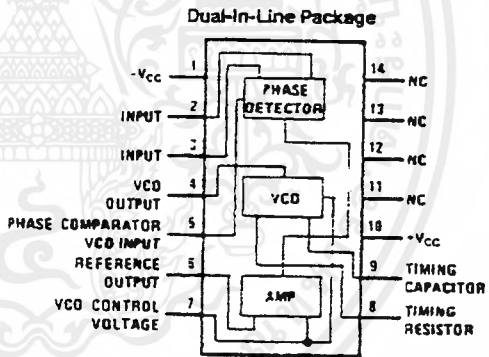 Dual-In-Line Package
-VCC
1
INPUT
2
INPUT
3
VCO
OUTPUT
4
PHASE COMPARATOR
VCO INPUT
5
REFERENCE
OUTPUT
6
VCO CONTROL
VOLTAGE
7
PHASE
DETECTOR
VCO
AMP
14
NC
13
NC
12
NC
11
NC
10
+VCC
9
TIMING
CAPACITOR
8
TIMING
RESISTOR